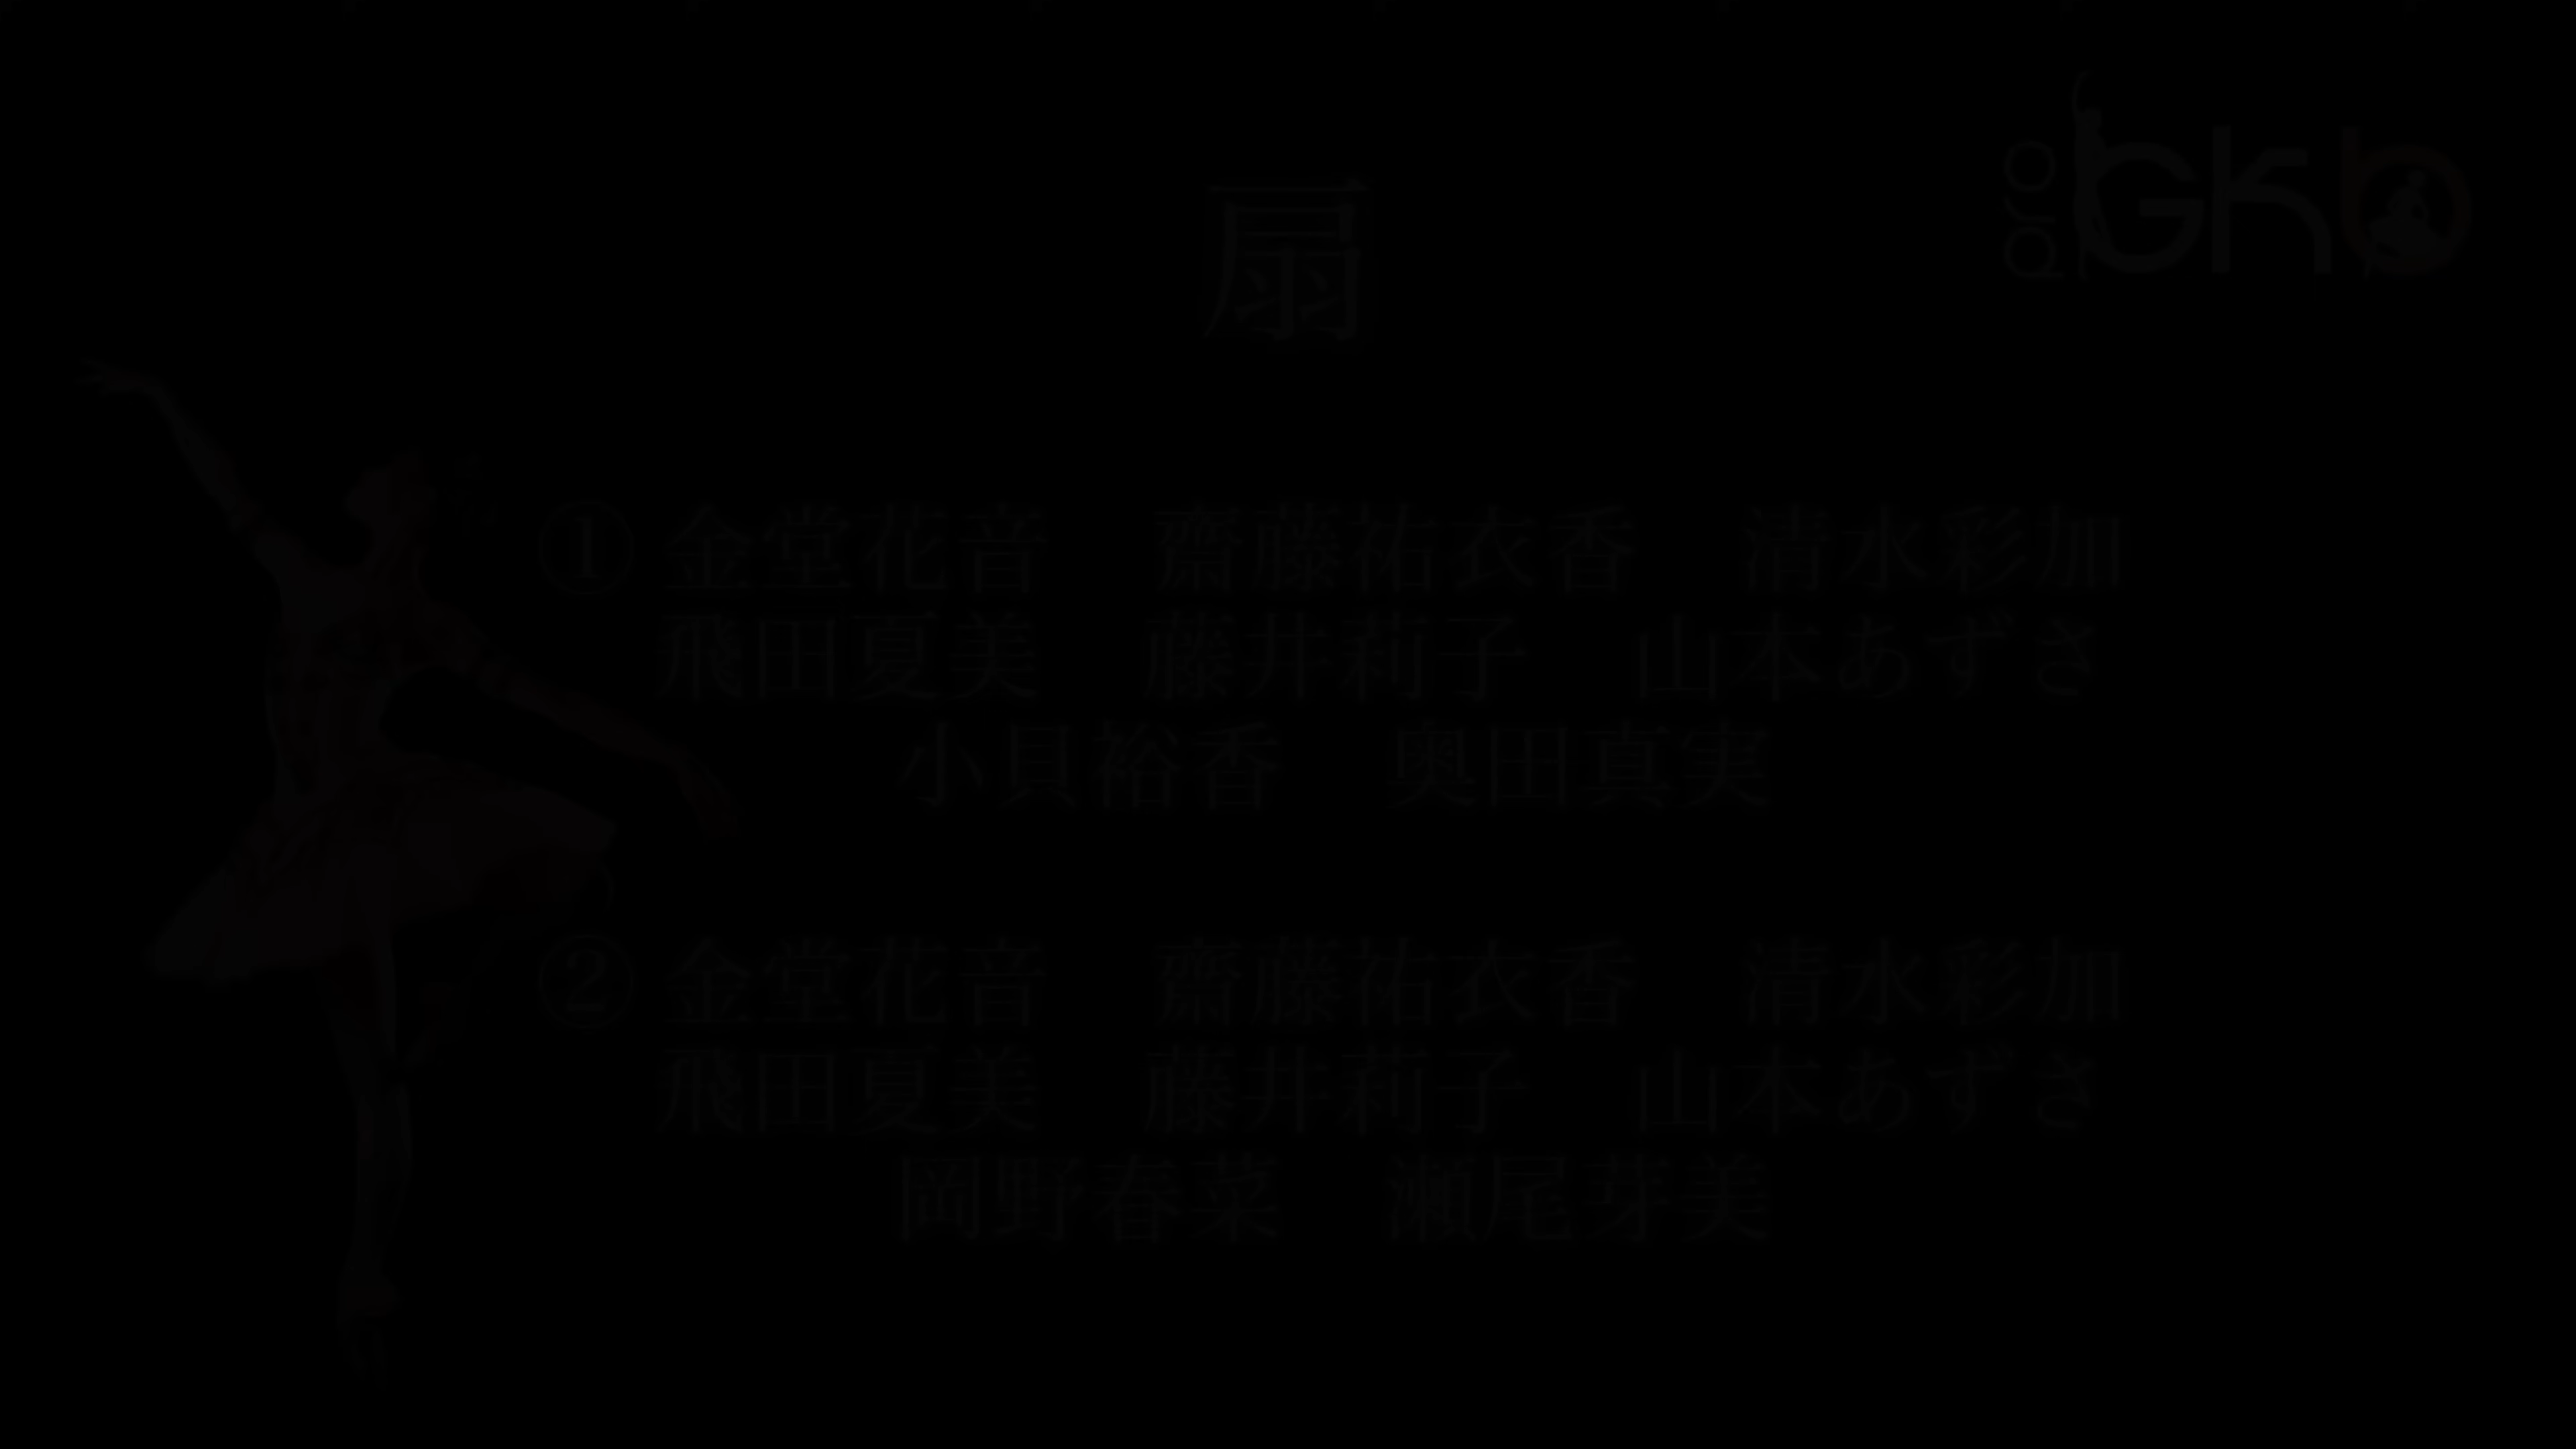 pro GKb
扇
① 金堂花音　齋藤祐衣香　清水彩加
飛田夏美　藤井莉子　山本あずさ
小貝裕香　奥田真実
② 金堂花音　齋藤祐衣香　清水彩加
飛田夏美　藤井莉子　山本あずさ
岡野春菜　瀬尾芽美